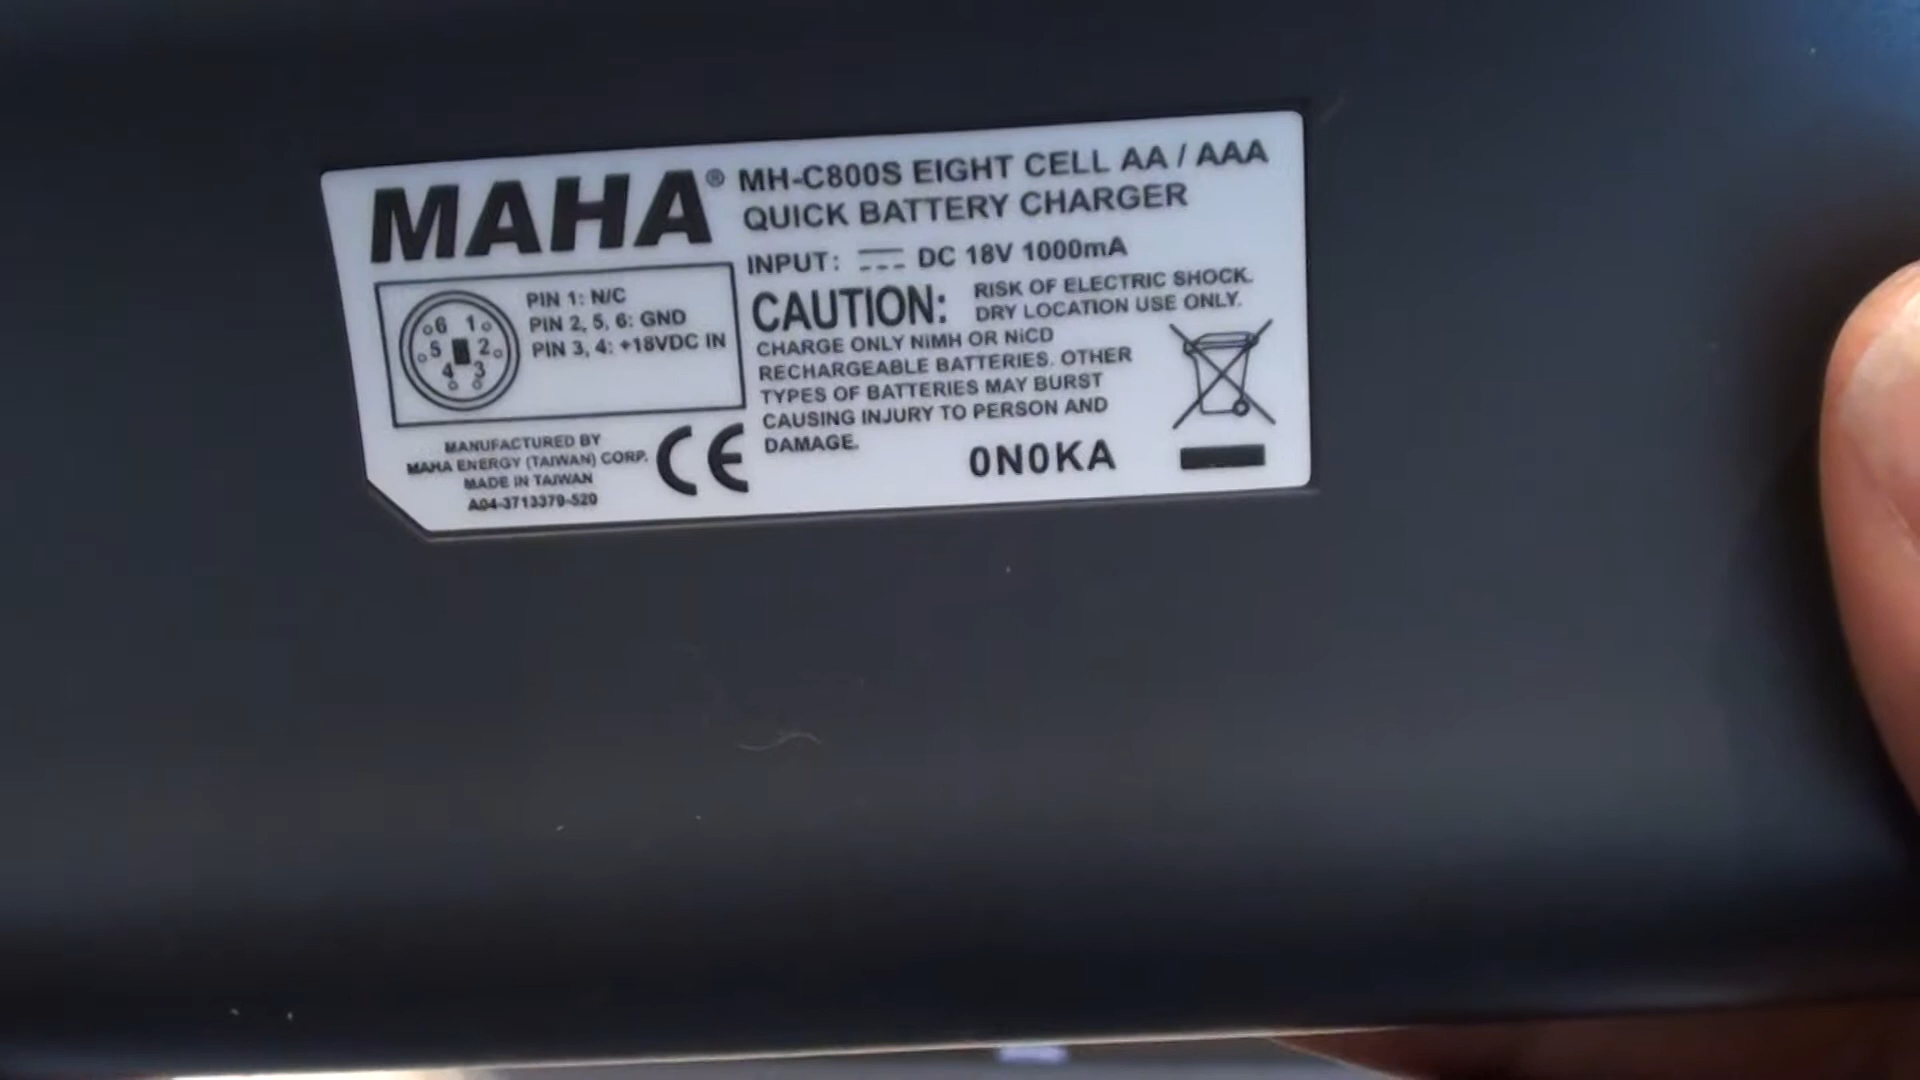 MAHA®
MH-C800S EIGHT CELL AA / AAA
QUICK BATTERY CHARGER
INPUT: DC 18V 1000mA
CAUTION:
RISK OF ELECTRIC SHOCK.
DRY LOCATION USE ONLY.
CHARGE ONLY NiMH OR NiCD
RECHARGEABLE BATTERIES. OTHER
TYPES OF BATTERIES MAY BURST
CAUSING INJURY TO PERSON AND
DAMAGE.
0N0KA
6 1
5 2
4 3
PIN 1: N/C
PIN 2, 5, 6: GND
PIN 3, 4: +18VDC IN
MANUFACTURED BY
MAHA ENERGY (TAIWAN) CORP.
MADE IN TAIWAN
A04-3713379-520
CE